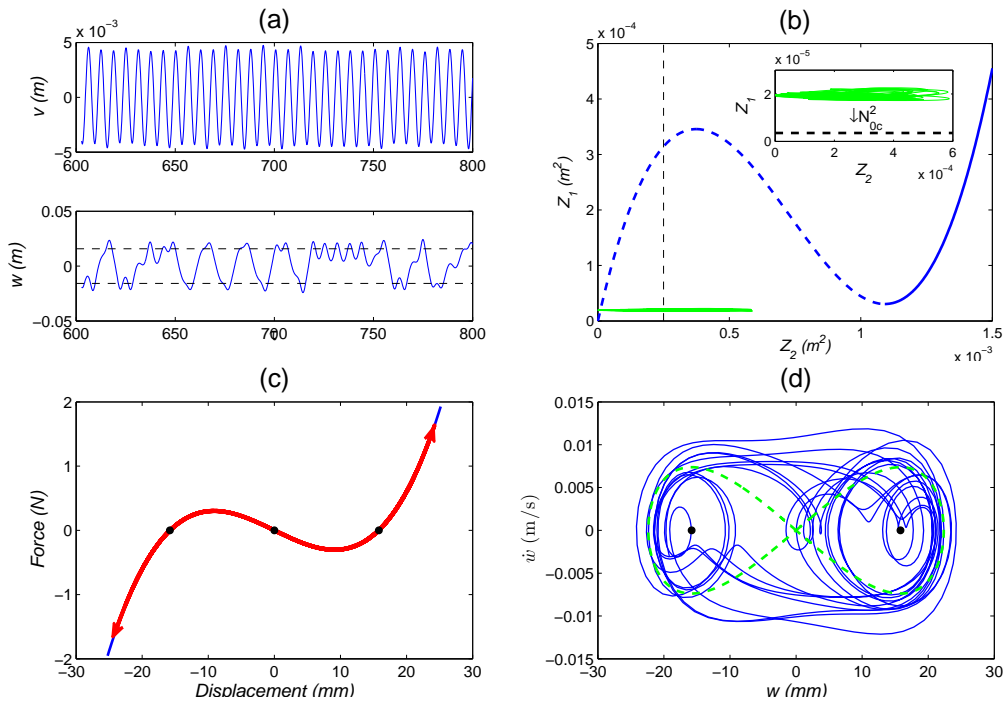 (a)
x 10⁻³
5
0
−5
v (m)
600
650
700
750
800
0.05
0
−0.05
w (m)
600
650
700
750
800
τ
(b)
x 10⁻⁴
5
4
3
2
1
0
Z₁ (m²)
0
0.5
1
1.5
Z₂ (m²)
x 10⁻³
x 10⁻⁵
2
0
Z₁
↓N²₀c
0
2
4
6
Z₂
x 10⁻⁴
(c)
2
1
0
−1
−2
Force (N)
−30
−20
−10
0
10
20
30
Displacement (mm)
(d)
0.015
0.01
0.005
0
−0.005
−0.01
−0.015
ẇ (m/s)
−30
−20
−10
0
10
20
30
w (mm)